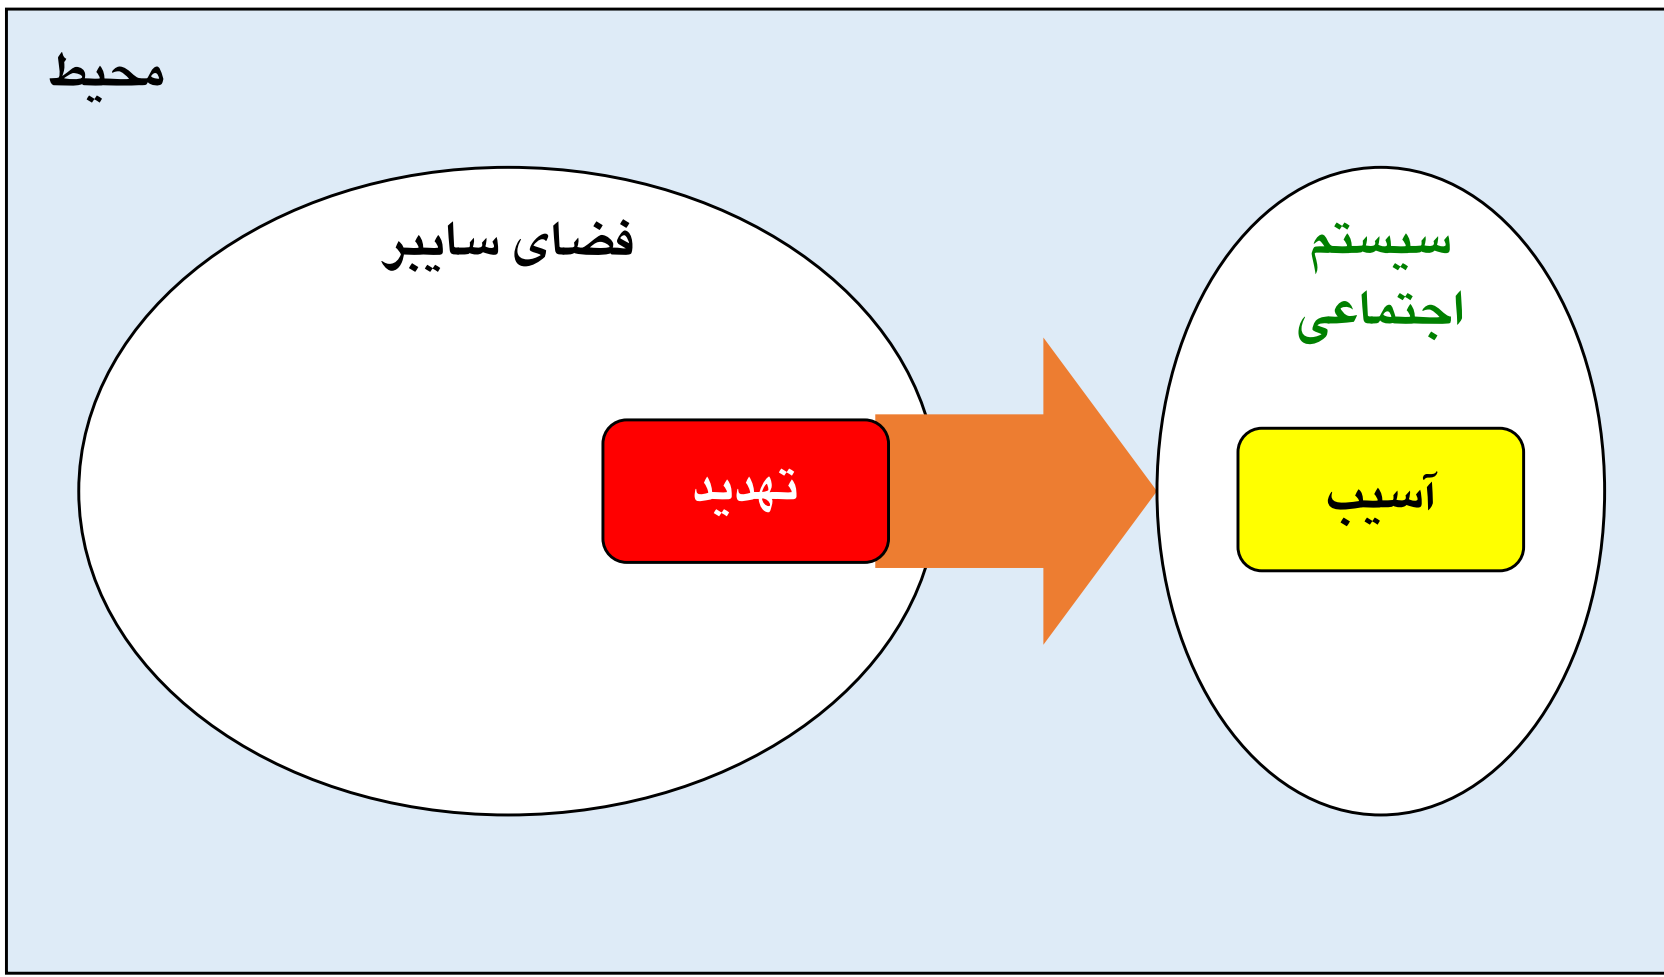 محیط
فضای سایبر
سیستم
اجتماعی
تهدید
آسیب